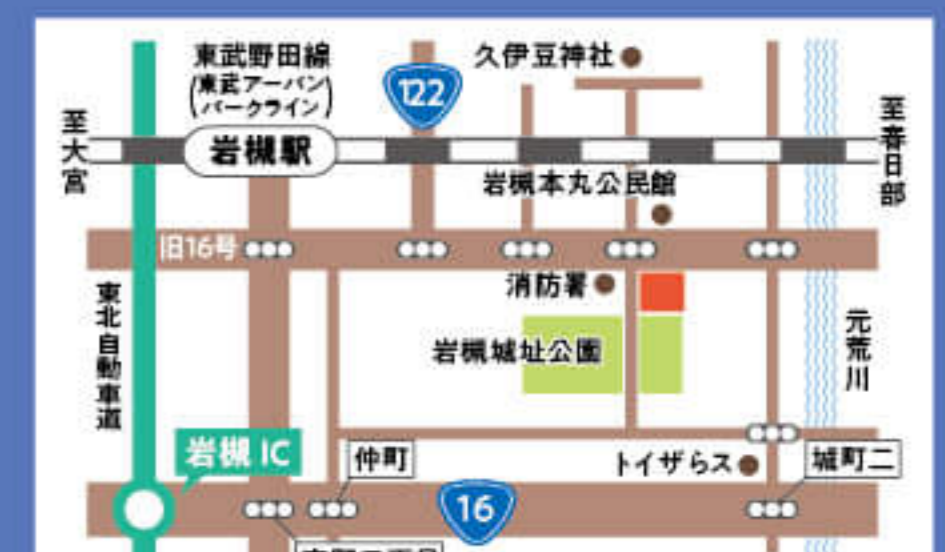 東武野田線
(東武アーバン
パークライン)
久伊豆神社
122
至大宮
至春日部
岩槻駅
岩槻本丸公民館
旧16号
消防署
東北自動車道
元荒川
岩槻城址公園
岩槻 IC
仲町
トイザらス
城町二
16